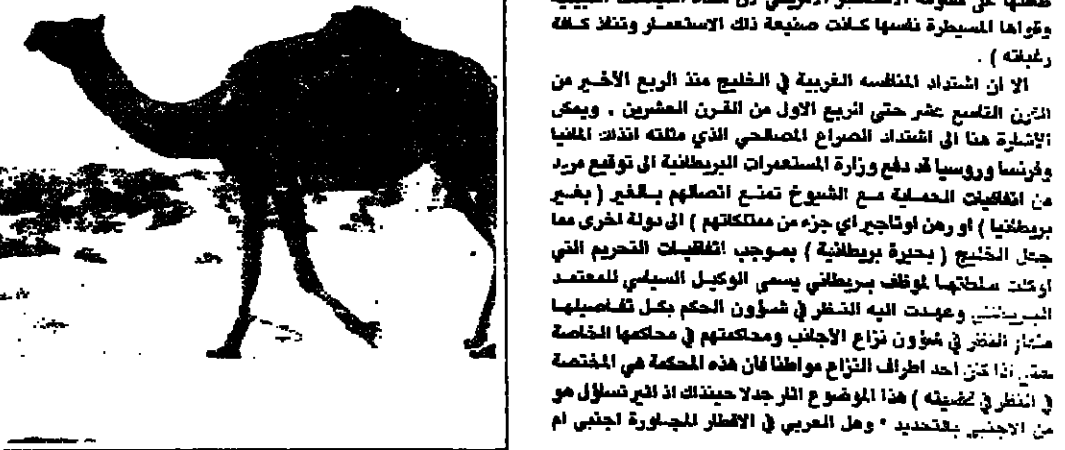 وقواها المسيطرة نفسها كانت صنيعة ذلك الاستعمار وتنفذ كافة
رغباته ) .
الا ان اشتداد المنافسه الغربية في الخليج منذ الربع الأخير من
القرن التاسع عشر حتى الربع الاول من القرن العشرين . ويمكن
الإشارة هنا الى اشتداد الصراع المصالحي الذي مثلته انذاك المانيا
وفرنسا وروسيا قد دفع وزارة المستعمرات البريطانية الى توقيع مزيد
من اتفاقيات الحماية مع الشيوخ تمنع اتصالهم بالغير ( بغير
بريطانيا ) او رهن اوتاجير اي جزء من ممتلكاتهم ) الى دولة اخرى مما
جعل الخليج ( بحيرة بريطانية ) بموجب اتفاقيات التحريم التي
اوكلت سلطتها لموظف بريطاني يسمى الوكيل السياسي للمعتمد
البريطاني وعهدت اليه النظر في شؤون الحكم بكل تفاصيلها
النظر في شؤون نزاع الأجانب ومحاكمتهم في محاكمها الخاصة
اذا كان احد اطراف النزاع مواطنا فان هذه المحكمة هي المختصة
في النظر في قضيته ) هذا الموضوع اثار جدلا حينذاك اذ اثير تساؤل هو
من الاجنبي بالتحديد ° وهل العربي في الاقطار المجاورة اجنبي ام